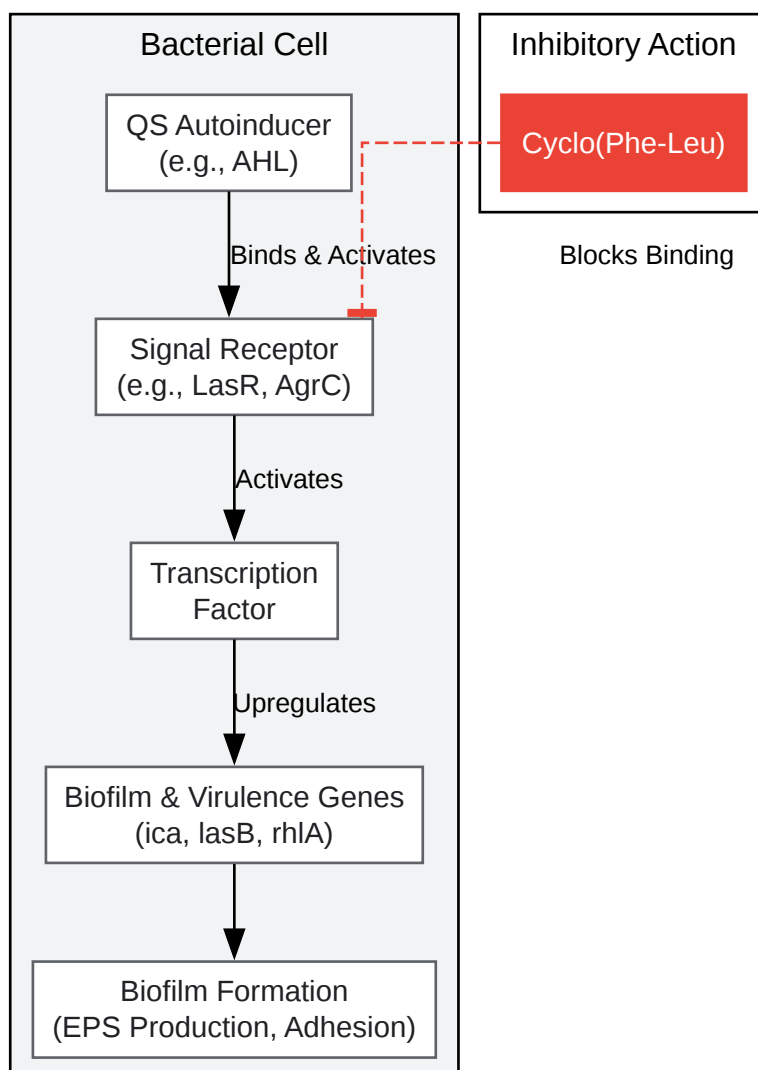 Bacterial Cell
QS Autoinducer
(e.g., AHL)
Binds & Activates
Signal Receptor
(e.g., LasR, AgrC)
Activates
Transcription
Factor
Upregulates
Biofilm & Virulence Genes
(ica, lasB, rhlA)
Biofilm Formation
(EPS Production, Adhesion)
Inhibitory Action
Cyclo(Phe-Leu)
Blocks Binding